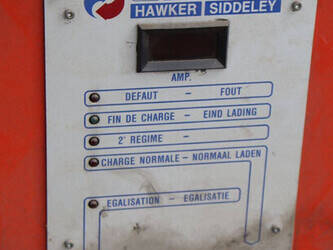 HAWKER SIDDELEY
AMP.
DEFAUT - FOUT
FIN DE CHARGE - EIND LADING
2' REGIME -
CHARGE NORMALE - NORMAAL LADEN
EGALISATION - EGALISATIE